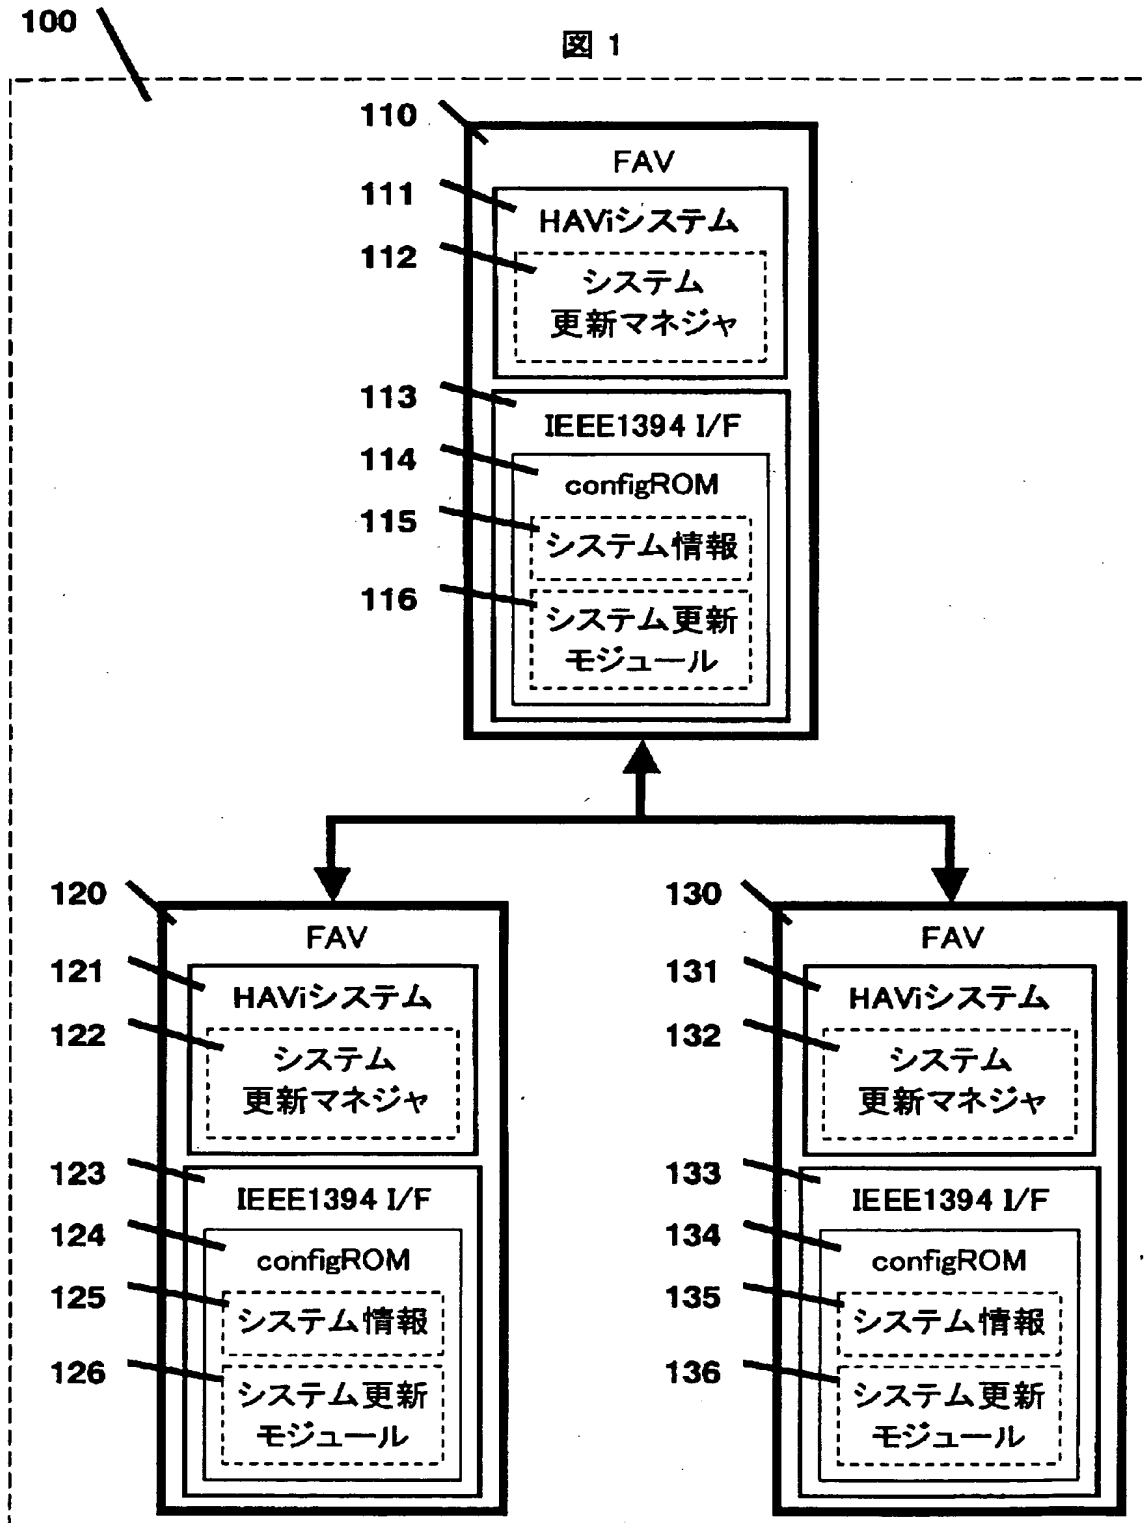 100
図 1
110
FAV
111
HAViシステム
112
システム
更新マネジャ
113
IEEE1394 I/F
114
configROM
115
システム情報
116
システム更新
モジュール
120
FAV
121
HAViシステム
122
システム
更新マネジャ
123
IEEE1394 I/F
124
configROM
125
システム情報
126
システム更新
モジュール
130
FAV
131
HAViシステム
132
システム
更新マネジャ
133
IEEE1394 I/F
134
configROM
135
システム情報
136
システム更新
モジュール